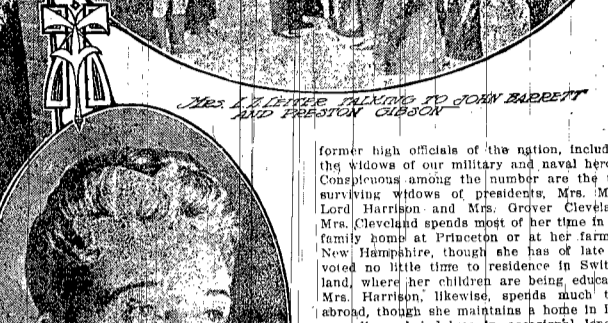 Mrs. L. Z. LEITER TALKING TO JOHN BARRETT
AND PRESTON GIBSON
former high officials of the nation, includ
the widows of our military and naval hero
Conspicuous among the number are the t
surviving widows of presidents, Mrs. M
Lord Harrison and Mrs. Grover Clevela
Mrs. Cleveland spends most of her time in
family home at Princeton or at her farm
New Hampshire, though she has of late
voted no little time to residence in Swit
land, where her children are being educa
Mrs. Harrison, likewise, spends much t
abroad, though she maintains a home in I